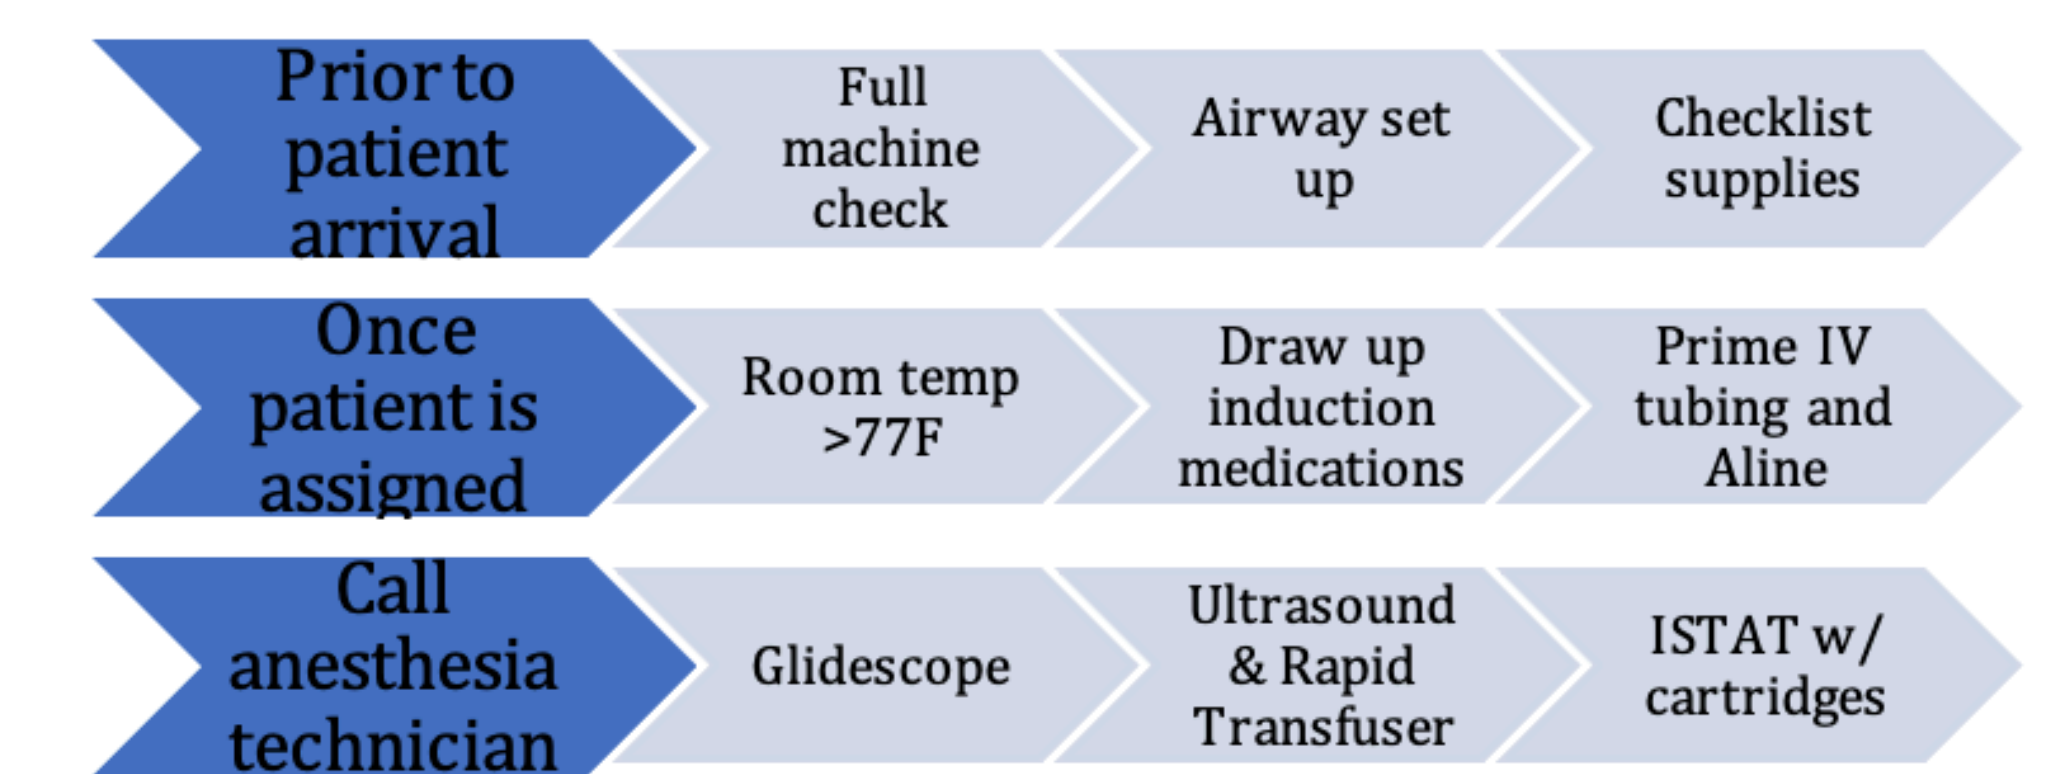 Prior to
patient
arrival
Full
machine
check
Airway set
up
Checklist
supplies
Once
patient is
assigned
Room temp
>77F
Draw up
induction
medications
Prime IV
tubing and
Aline
Call
anesthesia
technician
Glidescope
Ultrasound
& Rapid
Transfuser
ISTAT w/
cartridges